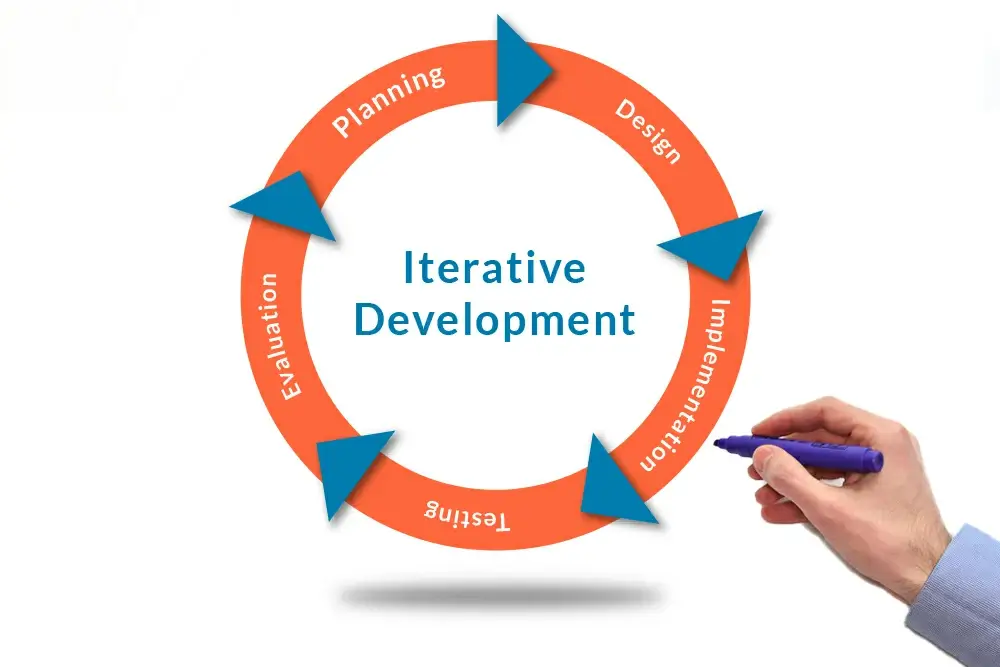 Planning
Design
Implementation
Testing
Evaluation
Iterative
Development